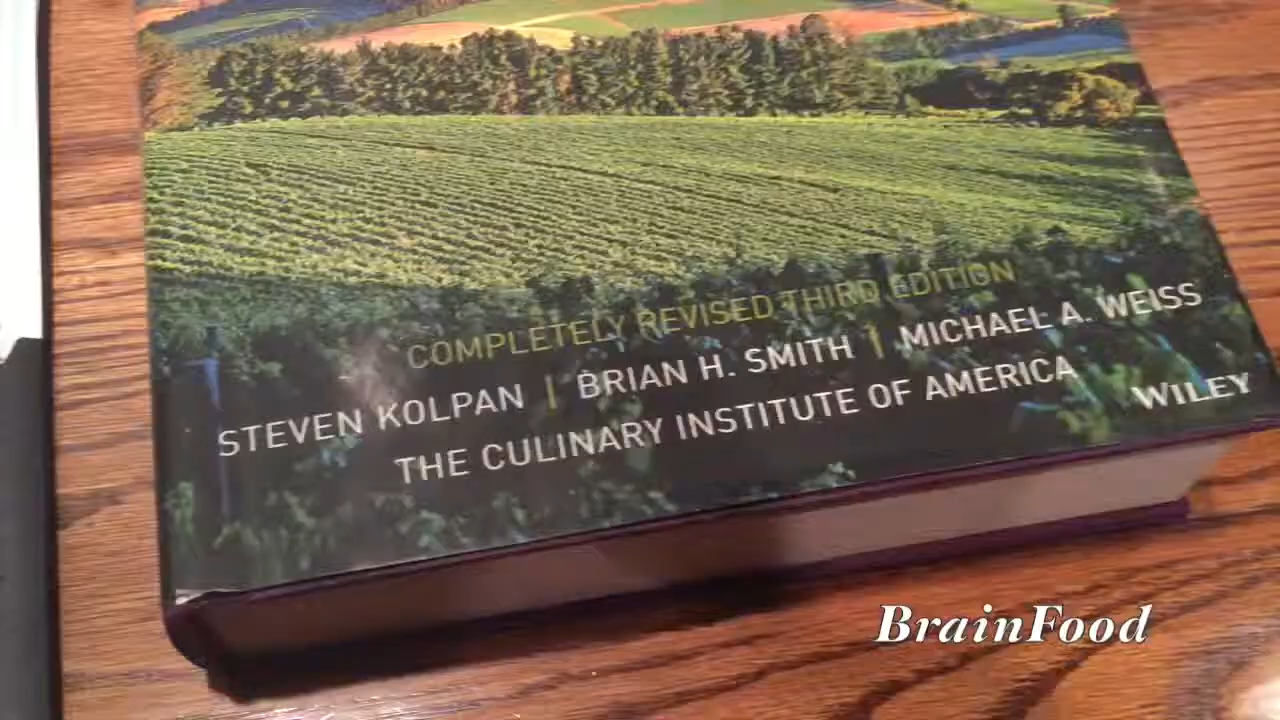 COMPLETELY REVISED THIRD EDITION
STEVEN KOLPAN | BRIAN H. SMITH | MICHAEL A. WEISS
THE CULINARY INSTITUTE OF AMERICA
WILEY
BrainFood